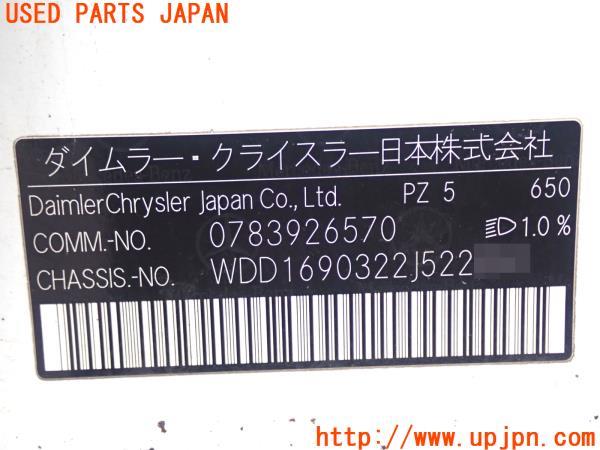 USED PARTS JAPAN
ダイムラー・クライスラー日本株式会社
DaimlerChrysler Japan Co., Ltd. PZ 5 650
COMM.-NO. 0783926570 1.0 %
CHASSIS.-NO. WDD1690322J522
http://www.upjpn.com